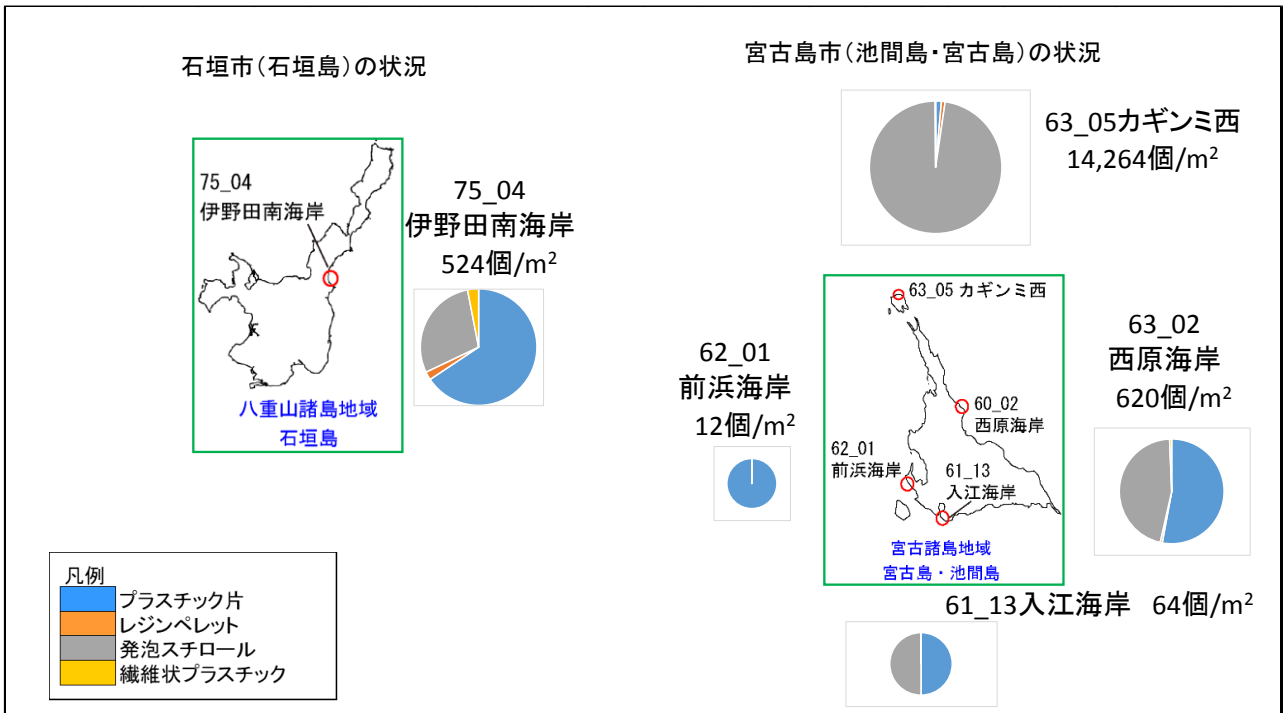 石垣市(石垣島)の状況
75_04
伊野田南海岸
75_04
伊野田南海岸
524個/m²
八重山諸島地域
石垣島
凡例
プラスチック片
レジンペレット
発泡スチロール
繊維状プラスチック
宮古島市(池間島・宮古島)の状況
63_05カギンミ西
14,264個/m²
62_01
前浜海岸
12個/m²
63_05 カギンミ西
60_02
西原海岸
62_01
前浜海岸
61_13
入江海岸
宮古諸島地域
宮古島・池間島
63_02
西原海岸
620個/m²
61_13入江海岸 64個/m²